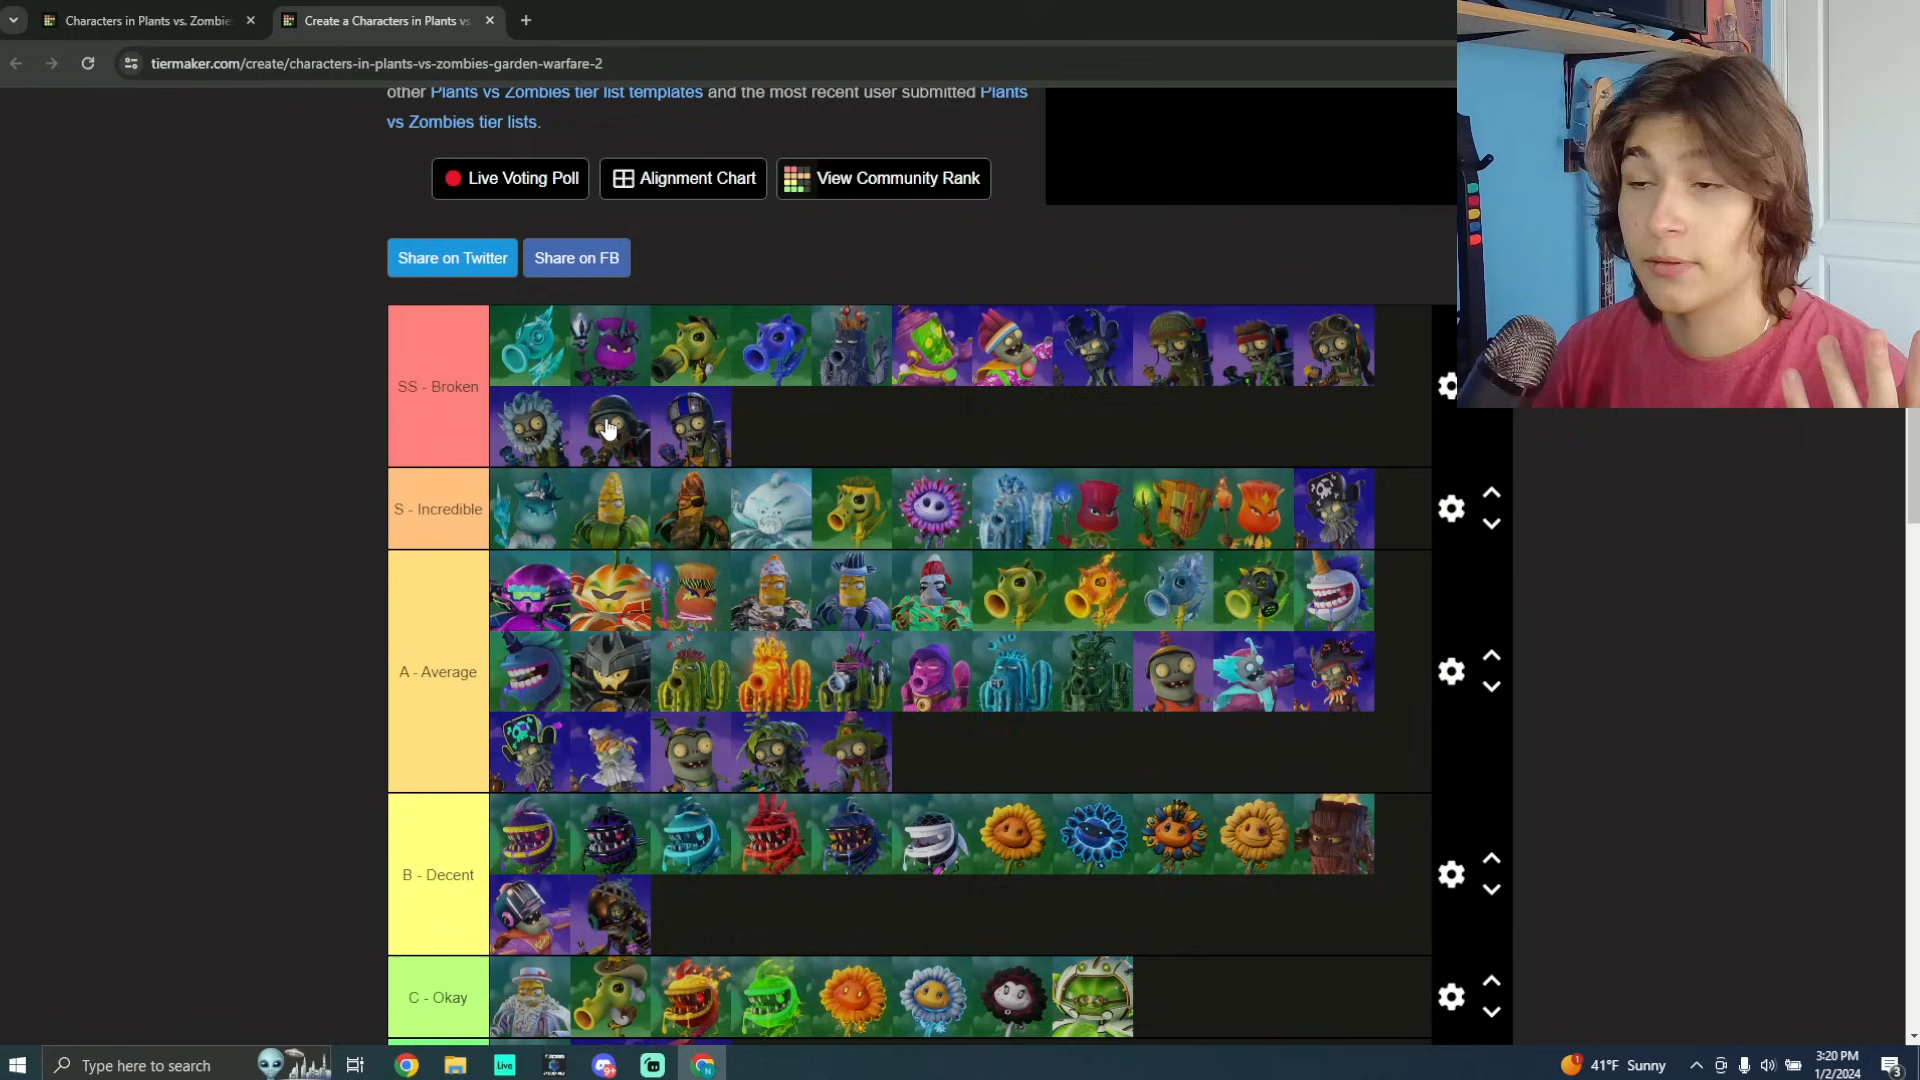 Characters in Plants vs. Zombie
Create a Characters in Plants vs.
tiermaker.com/create/characters-in-plants-vs-zombies-garden-warfare-2
other Plants vs Zombies tier list templates and the most recent user submitted Plants
vs Zombies tier lists.
Live Voting Poll
Alignment Chart
View Community Rank
Share on Twitter
Share on FB
SS - Broken
S - Incredible
A - Average
B - Decent
C - Okay
Type here to search
Live
41°F Sunny
3:20 PM
1/2/2024